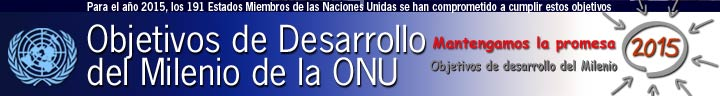 Para el año 2015, los 191 Estados Miembros de las Naciones Unidas se han comprometido a cumplir estos objetivos
Objetivos de Desarrollo
del Milenio de la ONU
Mantengamos la promesa
Objetivos de desarrollo del Milenio
2015